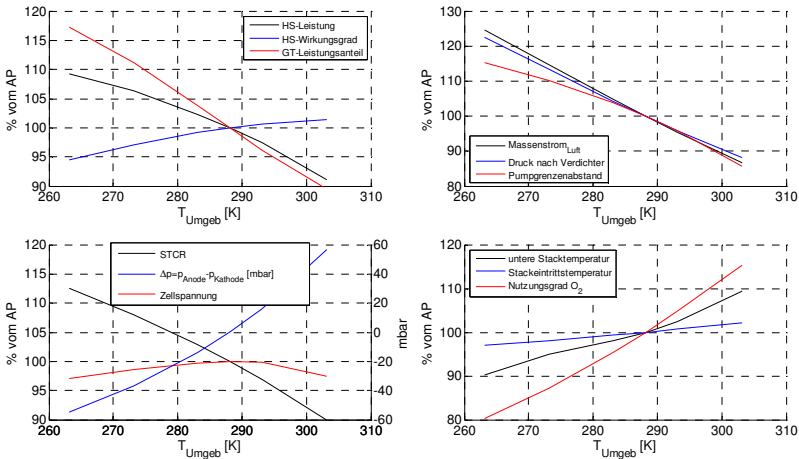 120
115
110
105
100
95
90
% vom AP
HS-Leistung
HS-Wirkungsgrad
GT-Leistungsanteil
260 270 280 290 300 310
T_Umgeb [K]
130
120
110
100
90
80
% vom AP
Massenstrom_Luft
Druck nach Verdichter
Pumpgrenzenabstand
260 270 280 290 300 310
T_Umgeb [K]
120
115
110
105
100
95
90
% vom AP
STCR
Δp=p_Anode-p_Kathode [mbar]
Zellspannung
60
40
20
0
-20
-40
-60
mbar
260 270 280 290 300 310
T_Umgeb [K]
120
110
100
90
80
% vom AP
untere Stacktemperatur
Stackeintrittstemperatur
Nutzungsgrad O_2
260 270 280 290 300 310
T_Umgeb [K]